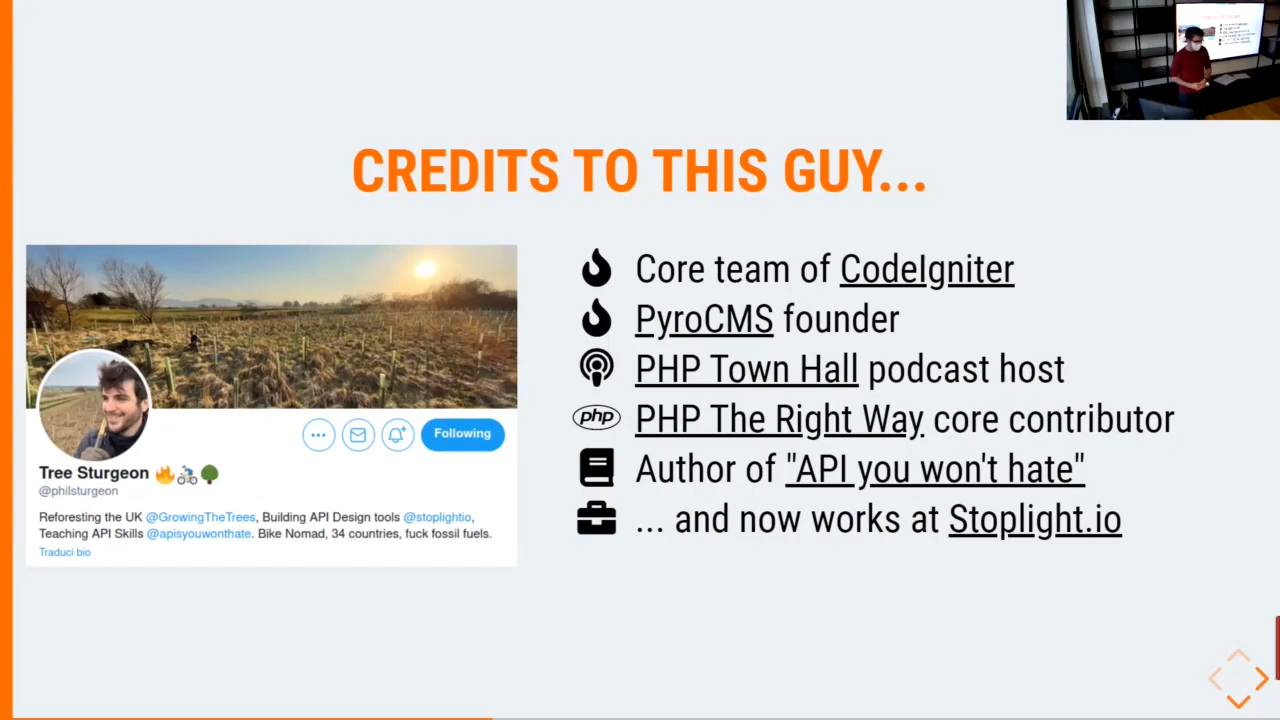 CREDITS TO THIS GUY...
Following
Tree Sturgeon 🔥🚴🌳
@philsturgeon
Reforesting the UK @GrowingTheTrees, Building API Design tools @stoplightio,
Teaching API Skills @apisyouwonthate. Bike Nomad, 34 countries, fuck fossil fuels.
Traduci bio
Core team of CodeIgniter
PyroCMS founder
PHP Town Hall podcast host
php PHP The Right Way core contributor
Author of "API you won't hate"
... and now works at Stoplight.io